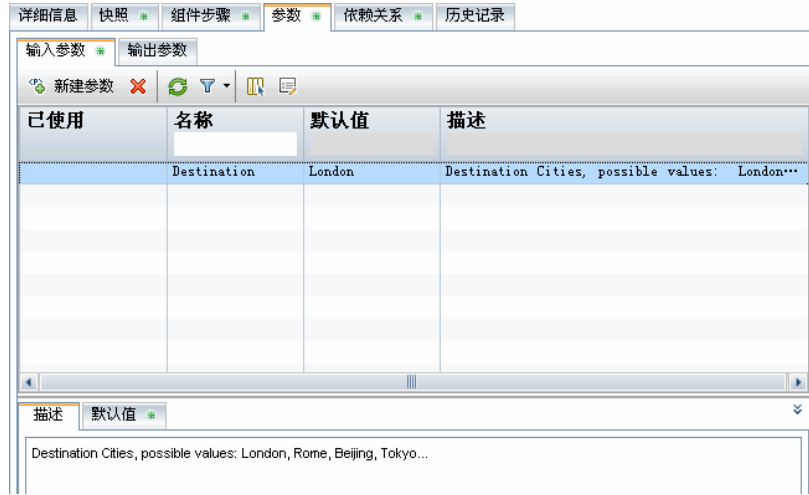 详细信息 快照 * 组件步骤 * 参数 * 依赖关系 * 历史记录
输入参数 * 输出参数
新建参数
已使用 名称 默认值 描述
Destination London Destination Cities, possible values: London...
描述 默认值 *
Destination Cities, possible values: London, Rome, Beijing, Tokyo...